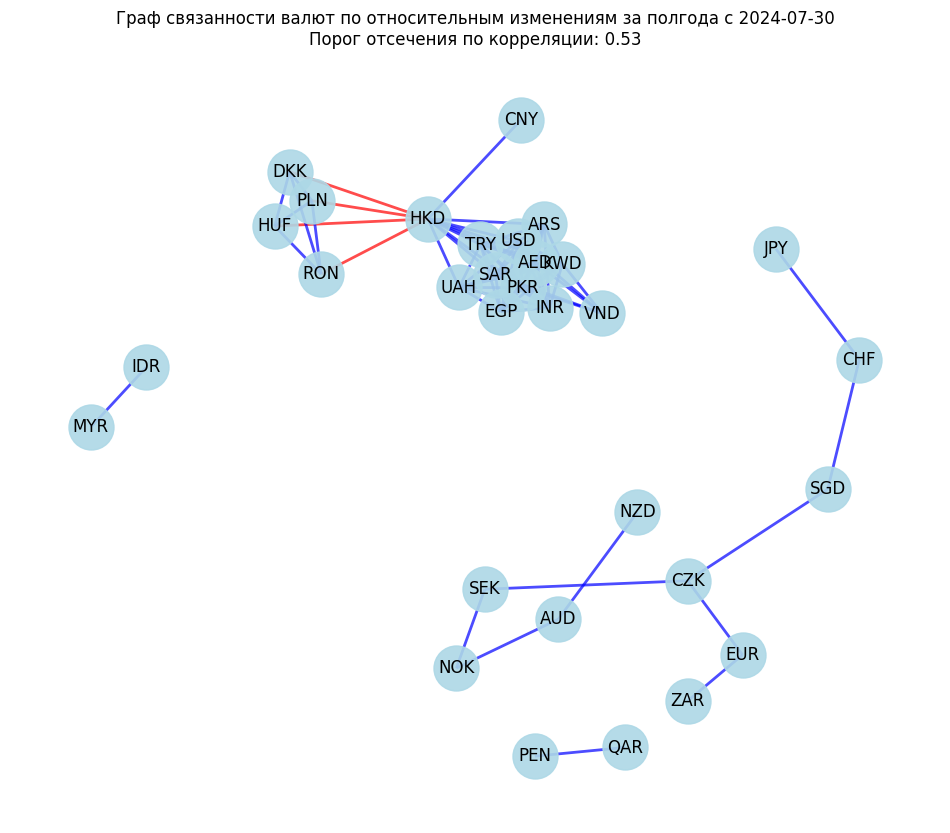 Граф связанности валют по относительным изменениям за полгода с 2024-07-30
Порог отсечения по корреляции: 0.53
CNY
DKK
PLN
HUF
HKD
ARS
USD
TRY
JPY
AED
KWD
SAR
RON
UAH
PKR
EGP
INR
VND
CHF
IDR
MYR
SGD
NZD
CZK
SEK
AUD
EUR
NOK
ZAR
QAR
PEN